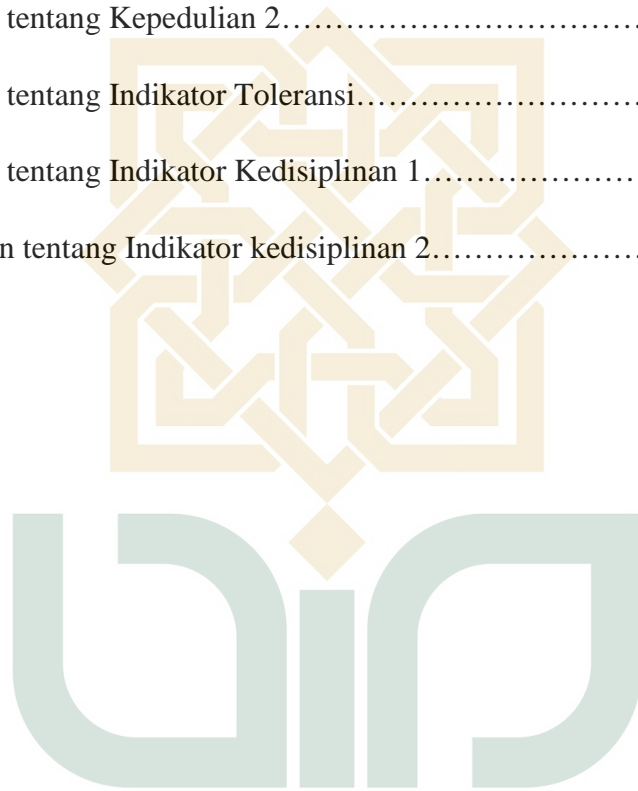 tentang Kepedulian 2……………………………
tentang Indikator Toleransi………………………
tentang Indikator Kedisiplinan 1…………………
n tentang Indikator kedisiplinan 2…………………